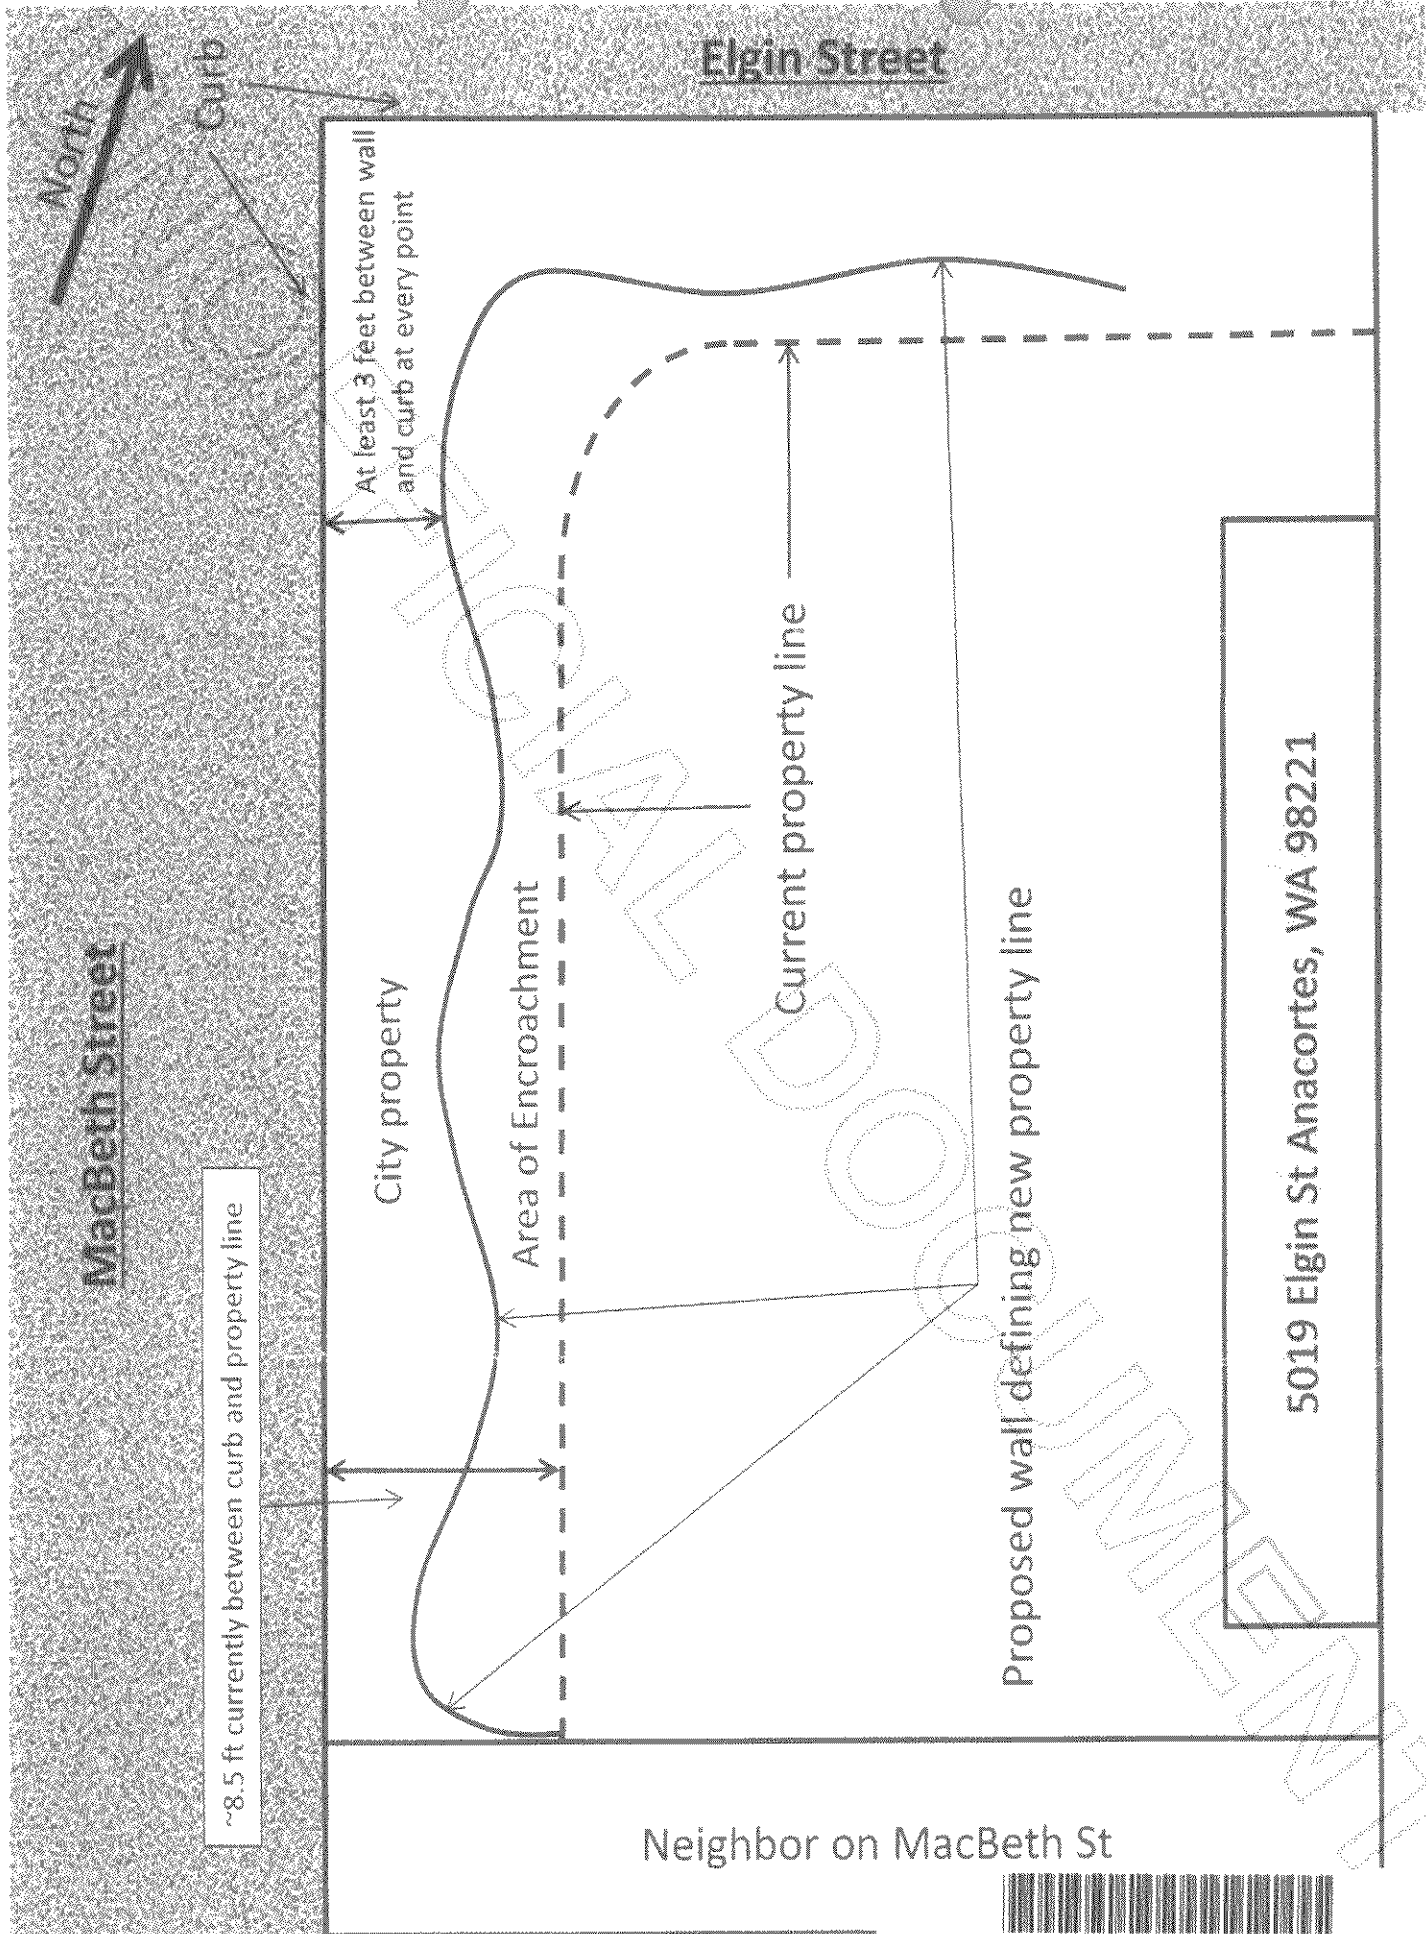 Elgin Street
North
Curb
At least 3 feet between wall
and curb at every point
MacBeth Street
~8.5 ft currently between curb and property line
City property
Area of Encroachment
Current property line
Proposed wall defining new property line
5019 Elgin St Anacortes, WA 98221
Neighbor on MacBeth St
FICIAL DOCUMENT